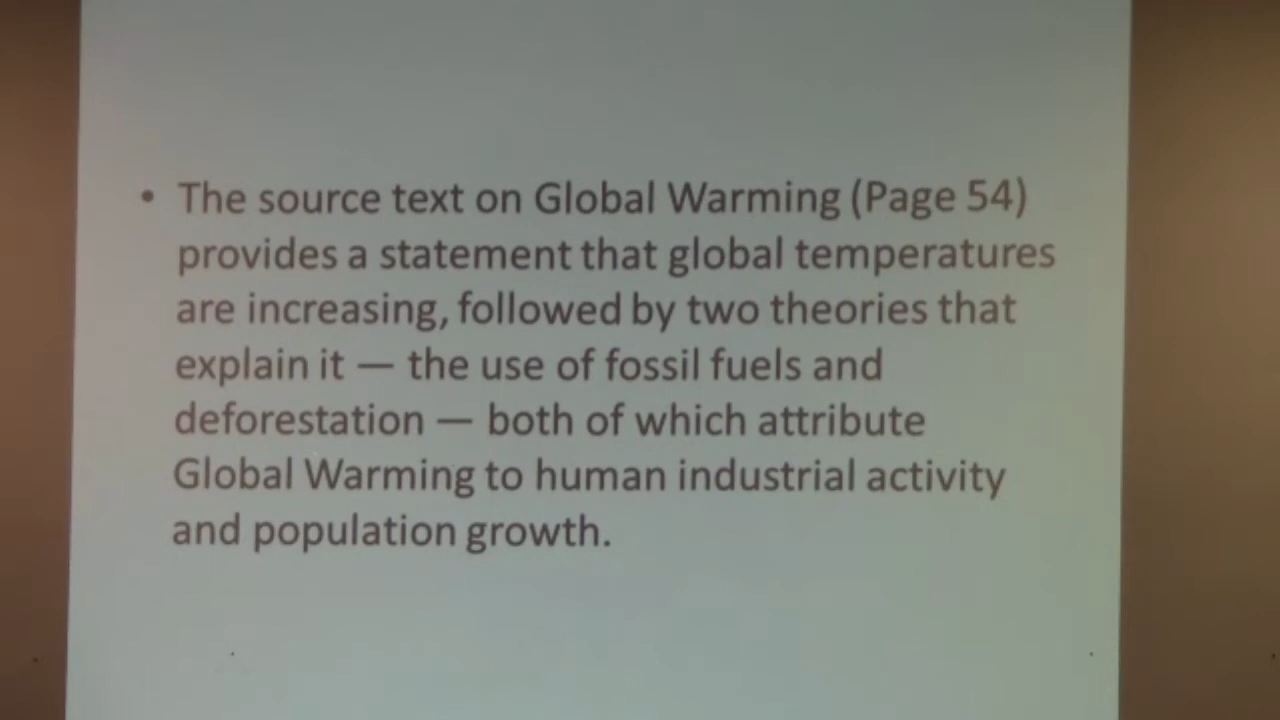 • The source text on Global Warming (Page 54)
provides a statement that global temperatures
are increasing, followed by two theories that
explain it — the use of fossil fuels and
deforestation — both of which attribute
Global Warming to human industrial activity
and population growth.